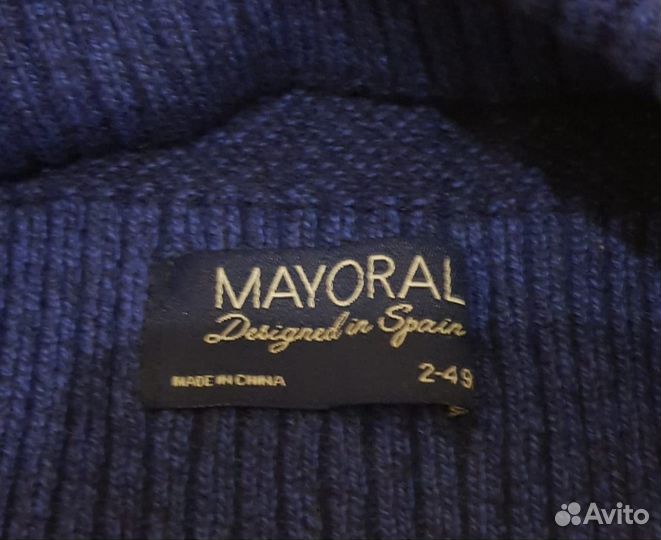 MAYORAL
Designed in Spain
MADE IN CHINA
2-49
Avito